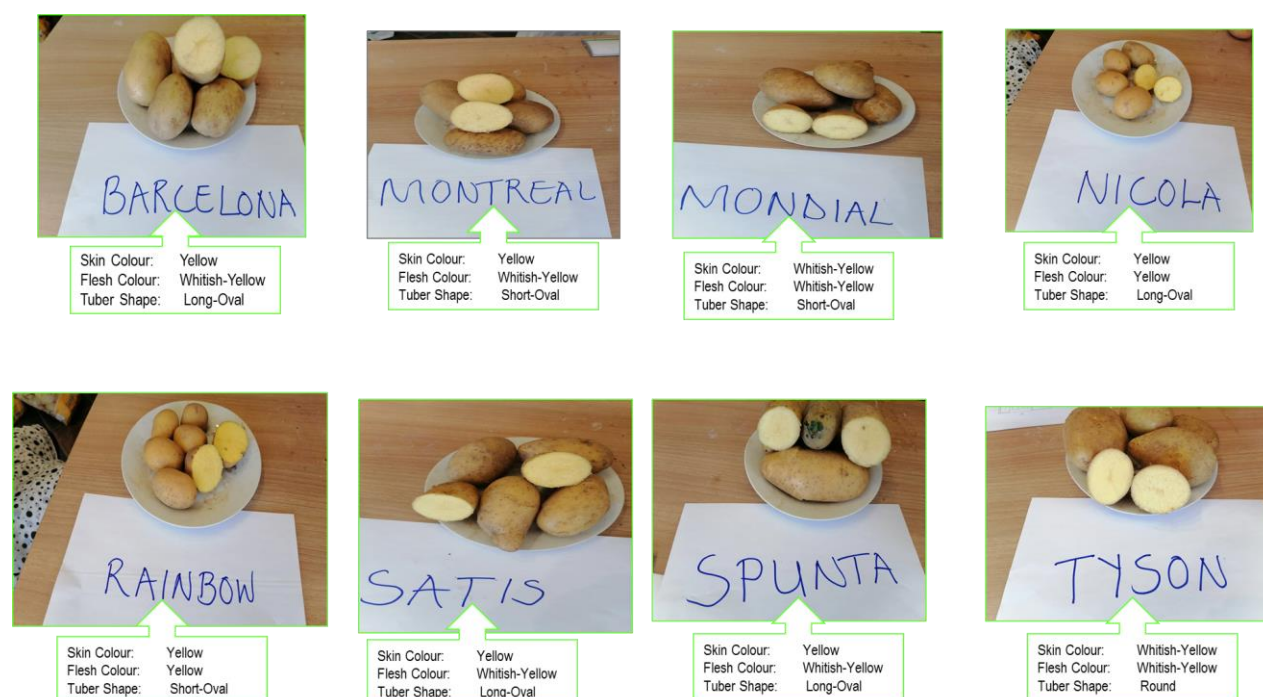 BARCELONA
Skin Colour: Yellow
Flesh Colour: Whitish-Yellow
Tuber Shape: Long-Oval
MONTREAL
Skin Colour: Yellow
Flesh Colour: Whitish-Yellow
Tuber Shape: Short-Oval
MONDIAL
Skin Colour: Whitish-Yellow
Flesh Colour: Whitish-Yellow
Tuber Shape: Short-Oval
NICOLA
Skin Colour: Yellow
Flesh Colour: Yellow
Tuber Shape: Long-Oval
RAINBOW
Skin Colour: Yellow
Flesh Colour: Yellow
Tuber Shape: Short-Oval
SATIS
Skin Colour: Yellow
Flesh Colour: Whitish-Yellow
Tuber Shape: Long-Oval
SPUNTA
Skin Colour: Yellow
Flesh Colour: Whitish-Yellow
Tuber Shape: Long-Oval
TYSON
Skin Colour: Whitish-Yellow
Flesh Colour: Whitish-Yellow
Tuber Shape: Round